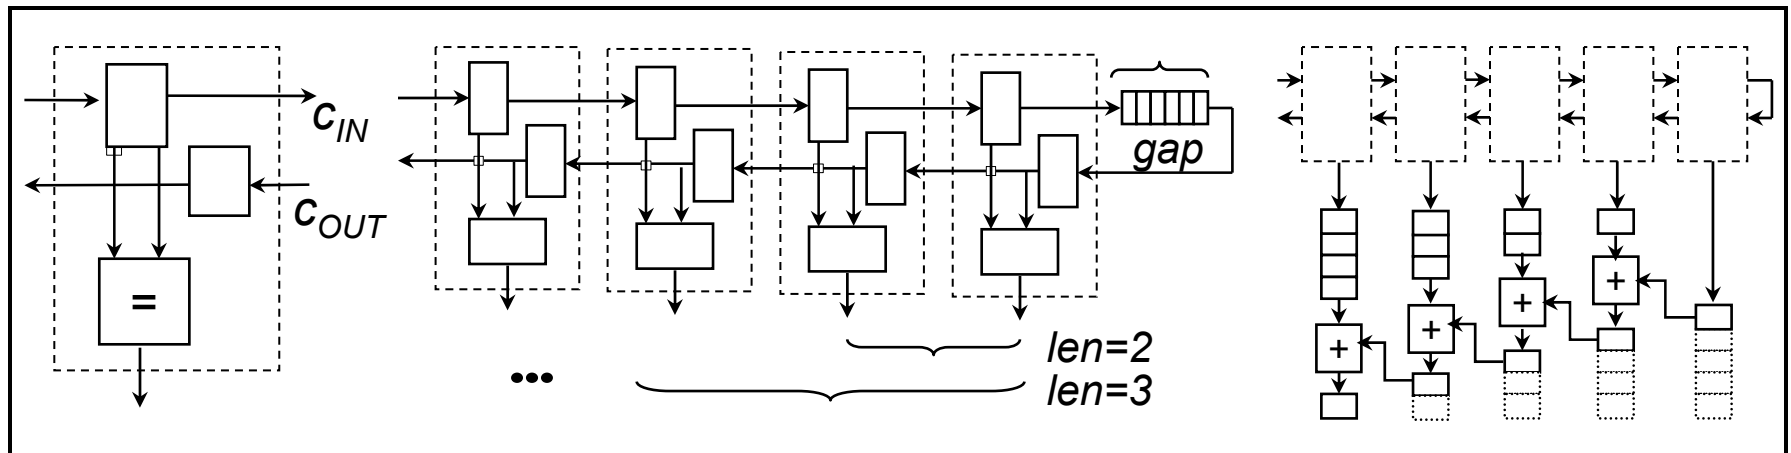 C_IN
C_OUT
=
gap
len=2
•••
len=3
+
+
+
+